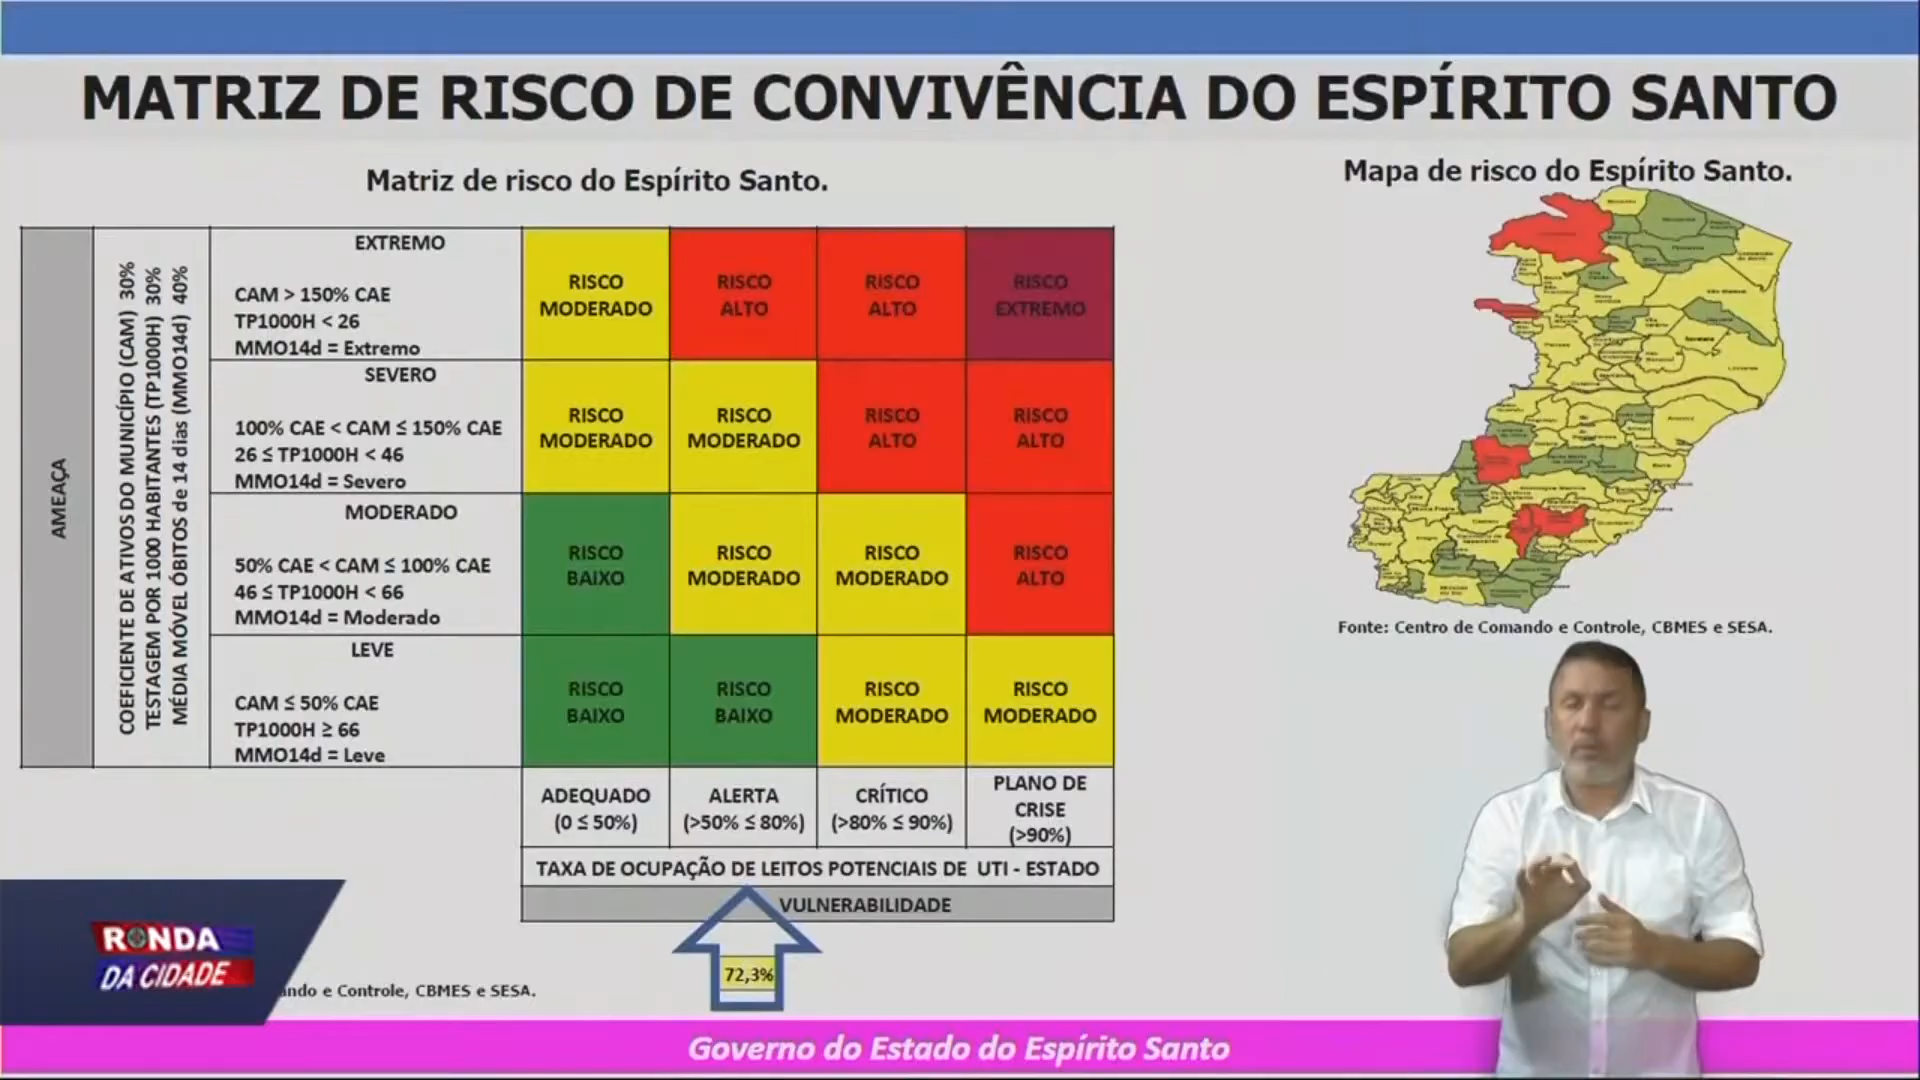 MATRIZ DE RISCO DE CONVIVÊNCIA DO ESPÍRITO SANTO
Matriz de risco do Espírito Santo.
Mapa de risco do Espírito Santo.
AMEAÇA
COEFICIENTE DE ATIVOS DO MUNICÍPIO (CAM) 30%
TESTAGEM POR 1000 HABITANTES (TP1000H) 30%
MÉDIA MÓVEL ÓBITOS de 14 dias (MMO14d) 40%
EXTREMO
CAM > 150% CAE
TP1000H < 26
MMO14d = Extremo
RISCO
MODERADO
RISCO
ALTO
RISCO
ALTO
RISCO
EXTREMO
SEVERO
100% CAE < CAM ≤ 150% CAE
26 ≤ TP1000H < 46
MMO14d = Severo
RISCO
MODERADO
RISCO
MODERADO
RISCO
ALTO
RISCO
ALTO
MODERADO
50% CAE < CAM ≤ 100% CAE
46 ≤ TP1000H < 66
MMO14d = Moderado
RISCO
BAIXO
RISCO
MODERADO
RISCO
MODERADO
RISCO
ALTO
LEVE
CAM ≤ 50% CAE
TP1000H ≥ 66
MMO14d = Leve
RISCO
BAIXO
RISCO
BAIXO
RISCO
MODERADO
RISCO
MODERADO
ADEQUADO
(0 ≤ 50%)
ALERTA
(>50% ≤ 80%)
CRÍTICO
(>80% ≤ 90%)
PLANO DE
CRISE
(>90%)
TAXA DE OCUPAÇÃO DE LEITOS POTENCIAIS DE UTI - ESTADO
VULNERABILIDADE
72,3%
Fonte: Centro de Comando e Controle, CBMES e SESA.
RONDA
DA CIDADE
ando e Controle, CBMES e SESA.
Governo do Estado do Espírito Santo